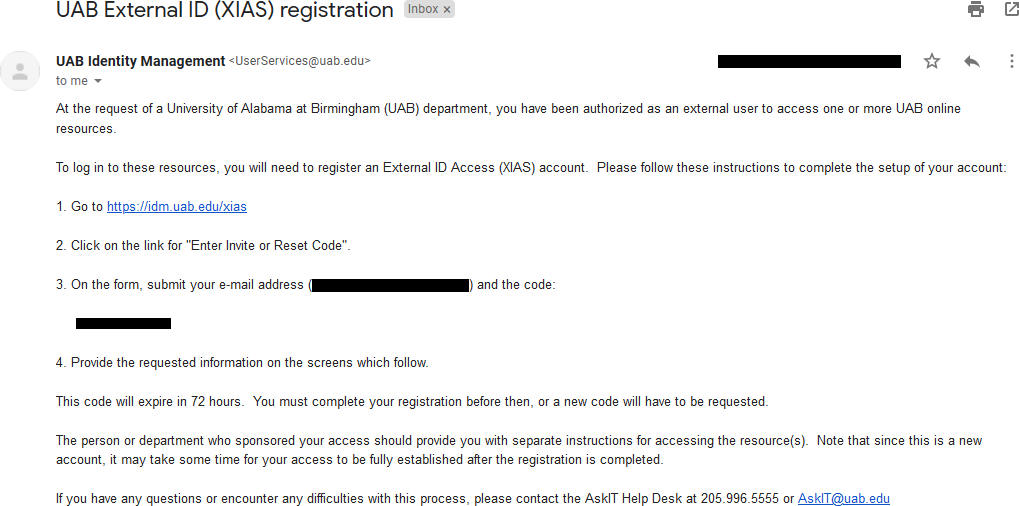 UAB External ID (XIAS) registration Inbox ×
UAB Identity Management <UserServices@uab.edu>
to me
At the request of a University of Alabama at Birmingham (UAB) department, you have been authorized as an external user to access one or more UAB online
resources.
To log in to these resources, you will need to register an External ID Access (XIAS) account.  Please follow these instructions to complete the setup of your account:
1. Go to https://idm.uab.edu/xias
2. Click on the link for "Enter Invite or Reset Code".
3. On the form, submit your e-mail address ( ) and the code:
4. Provide the requested information on the screens which follow.
This code will expire in 72 hours.  You must complete your registration before then, or a new code will have to be requested.
The person or department who sponsored your access should provide you with separate instructions for accessing the resource(s).  Note that since this is a new
account, it may take some time for your access to be fully established after the registration is completed.
If you have any questions or encounter any difficulties with this process, please contact the AskIT Help Desk at 205.996.5555 or AskIT@uab.edu